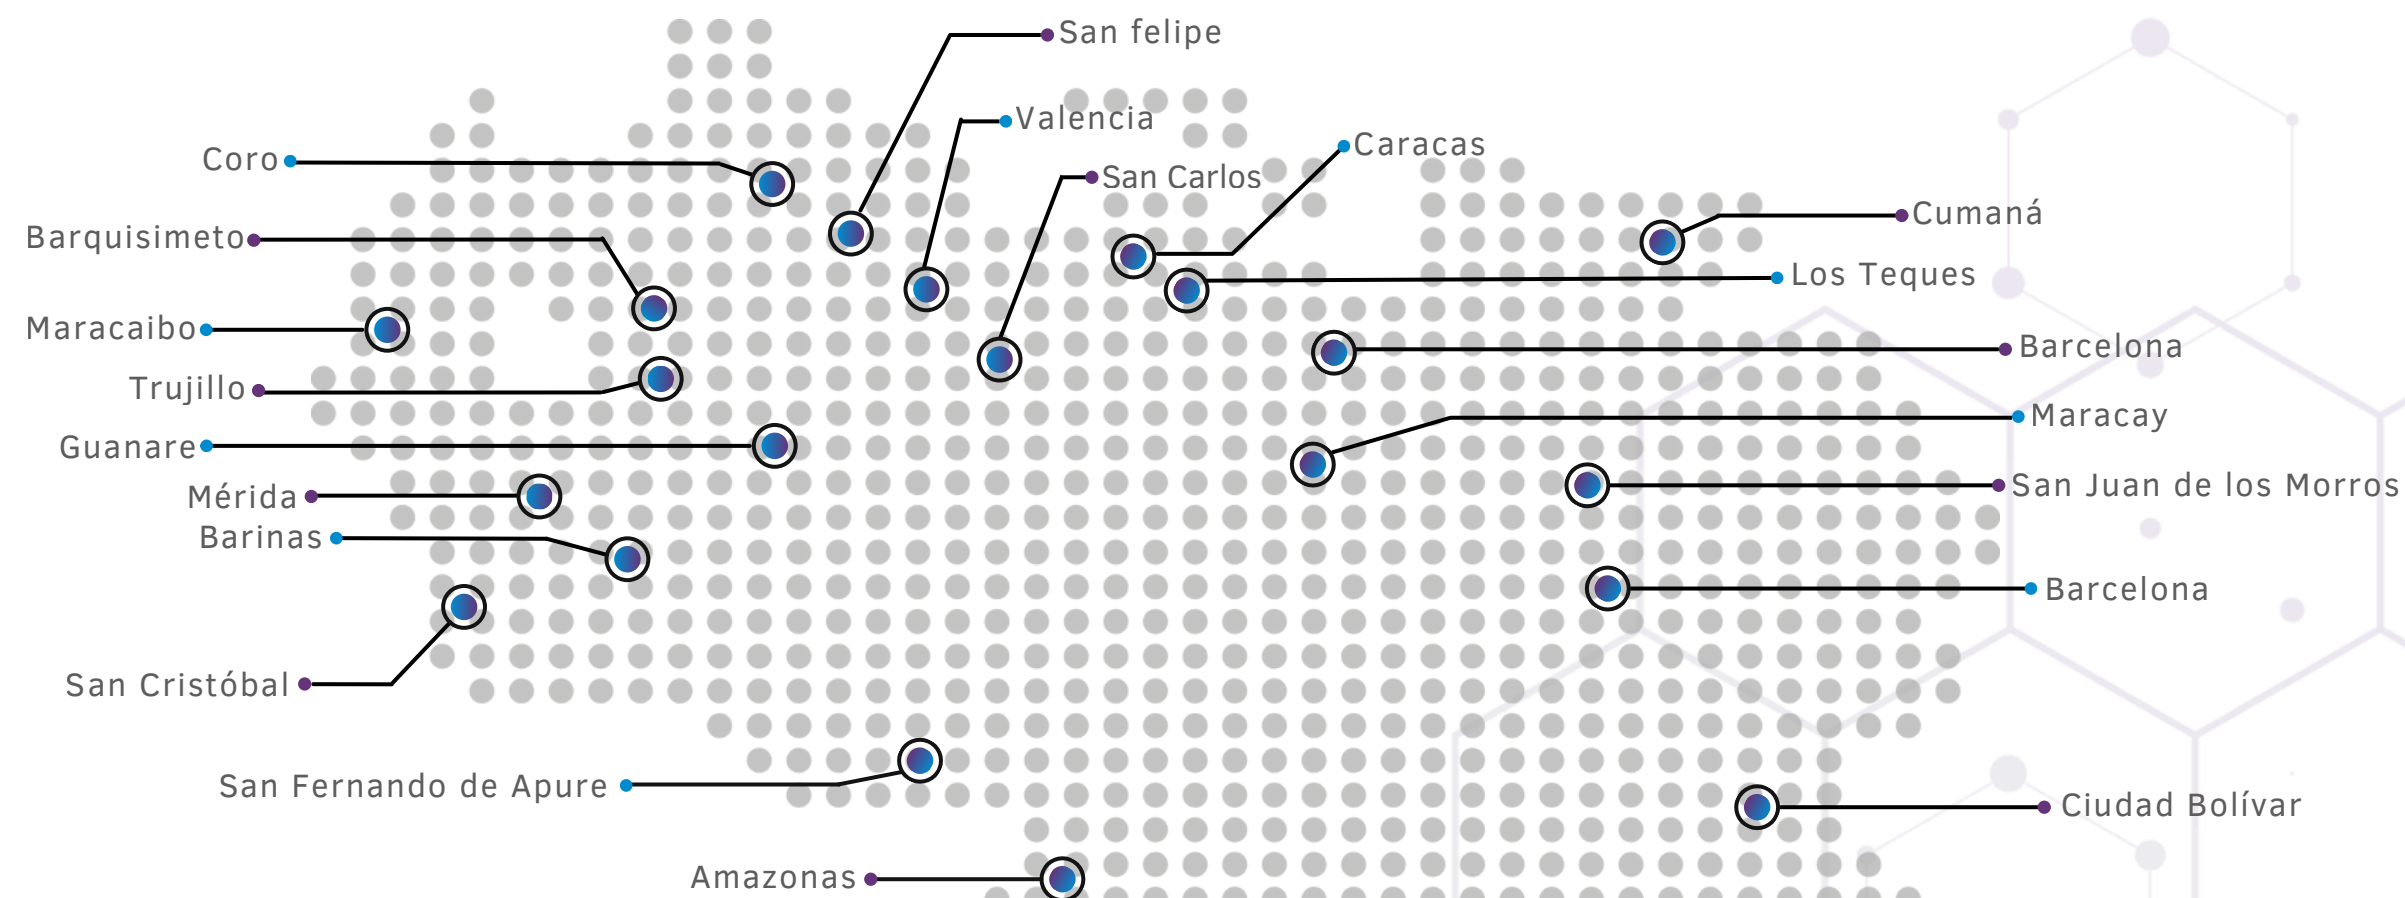 San felipe
Valencia
Caracas
Coro
San Carlos
Cumaná
Barquisimeto
Los Teques
Maracaibo
Barcelona
Trujillo
Maracay
Guanare
San Juan de los Morros
Mérida
Barinas
Barcelona
San Cristóbal
San Fernando de Apure
Ciudad Bolívar
Amazonas